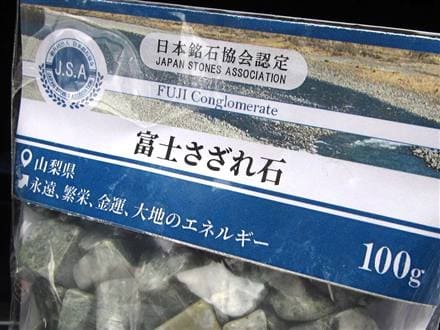 J.S.A
日本銘石協会認定
JAPAN STONES ASSOCIATION
FUJI Conglomerate
富士さざれ石
山梨県
永遠、繁栄、金運、大地のエネルギー
100g